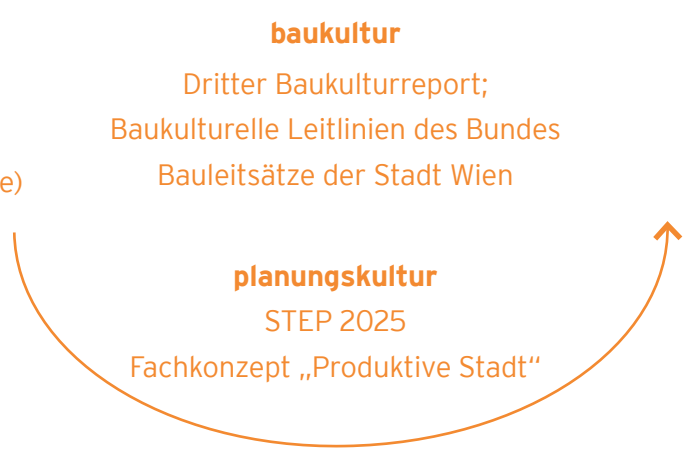 baukultur
Dritter Baukulturreport;
Baukulturelle Leitlinien des Bundes
Bauleitsätze der Stadt Wien
e)
planungskultur
STEP 2025
Fachkonzept „Produktive Stadt“